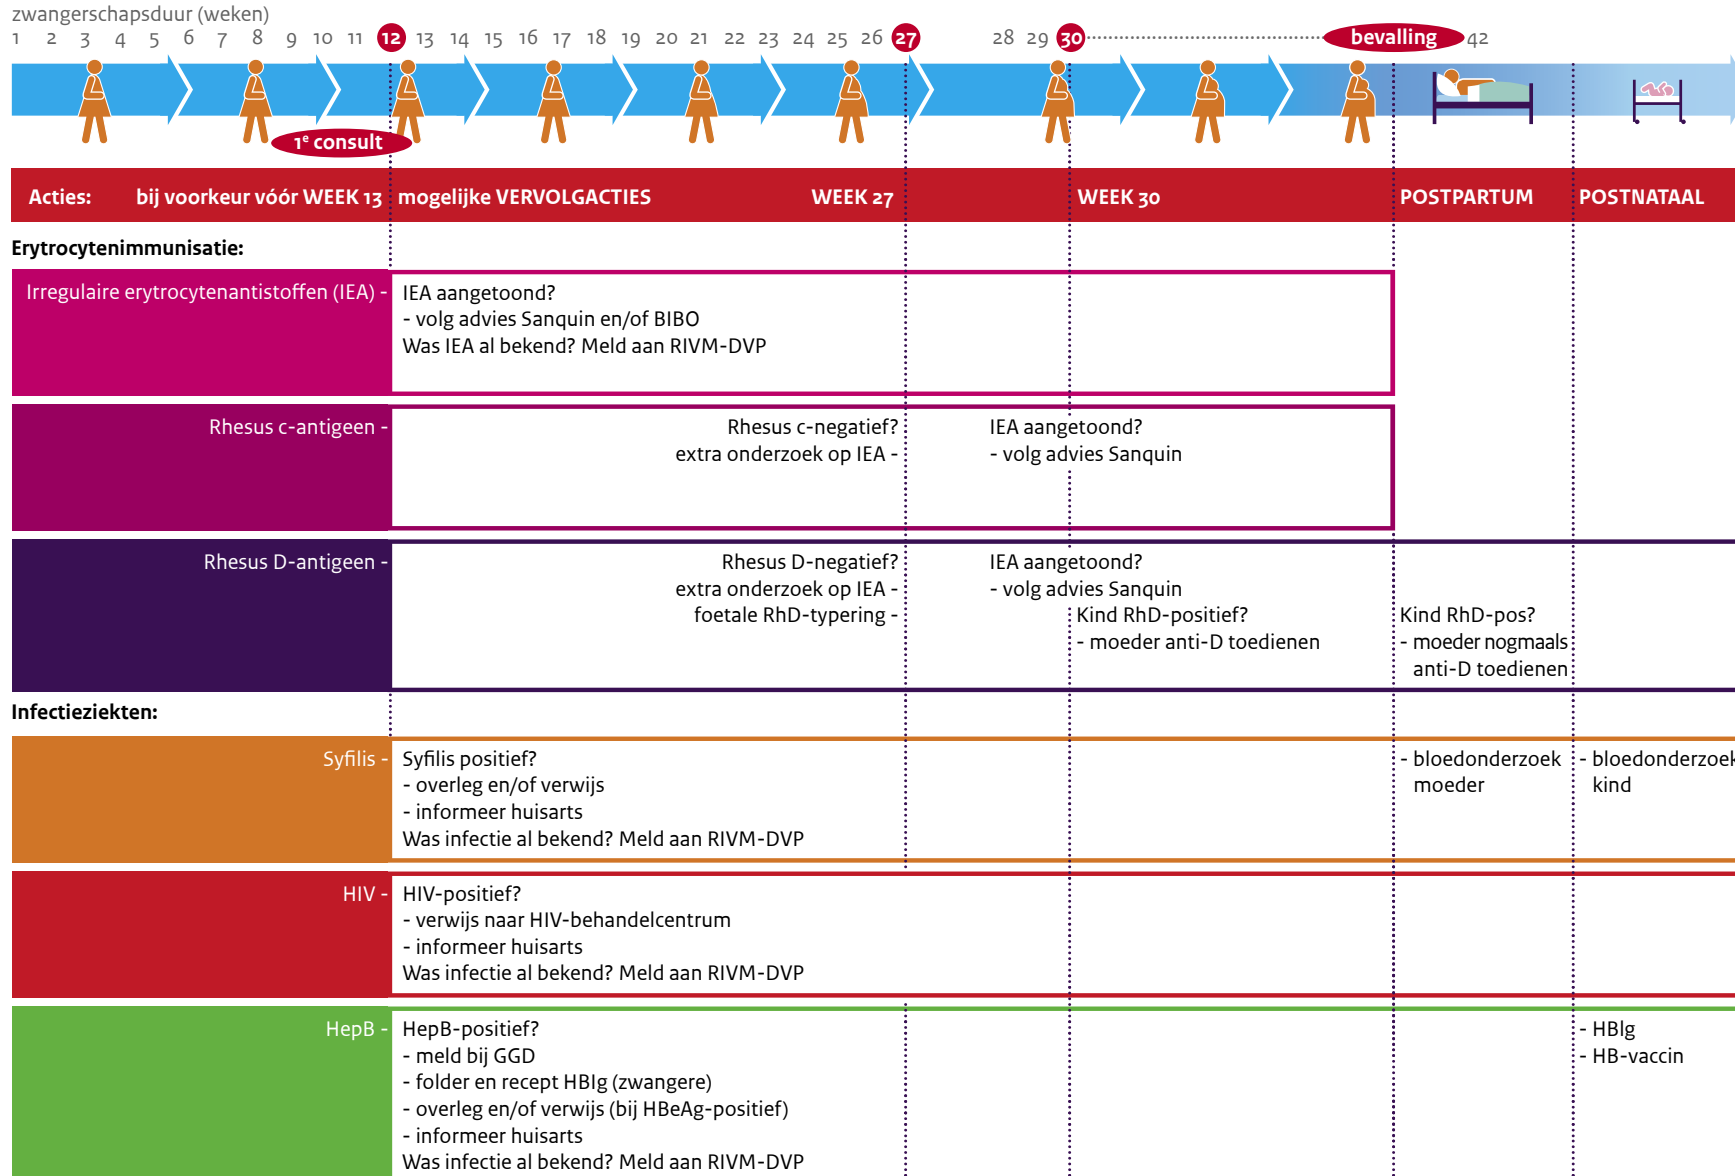 zwangerschapsduur (weken)
1 2 3 4 5 6 7 8 9 10 11 12 13 14 15 16 17 18 19 20 21 22 23 24 25 26 27 28 29 30 bevalling 42
1e consult
Acties: bij voorkeur vóór WEEK 13 mogelijke VERVOLGACTIES WEEK 27 WEEK 30 POSTPARTUM POSTNATAAL
Erytrocytenimmunisatie:
Irregulaire erytrocytenantistoffen (IEA) - IEA aangetoond?
- volg advies Sanquin en/of BIBO
Was IEA al bekend? Meld aan RIVM-DVP
Rhesus c-antigeen - Rhesus c-negatief? IEA aangetoond?
extra onderzoek op IEA - - volg advies Sanquin
Rhesus D-antigeen - Rhesus D-negatief? IEA aangetoond?
extra onderzoek op IEA - - volg advies Sanquin
foetale RhD-typering - Kind RhD-positief? Kind RhD-pos?
- moeder anti-D toedienen - moeder nogmaals
anti-D toedienen
Infectieziekten:
Syfilis - Syfilis positief? - bloedonderzoek - bloedonderzoek
- overleg en/of verwijs moeder kind
- informeer huisarts
Was infectie al bekend? Meld aan RIVM-DVP
HIV - HIV-positief?
- verwijs naar HIV-behandelcentrum
- informeer huisarts
Was infectie al bekend? Meld aan RIVM-DVP
HepB - HepB-positief? - HBlg
- meld bij GGD - HB-vaccin
- folder en recept HBIg (zwangere)
- overleg en/of verwijs (bij HBeAg-positief)
- informeer huisarts
Was infectie al bekend? Meld aan RIVM-DVP